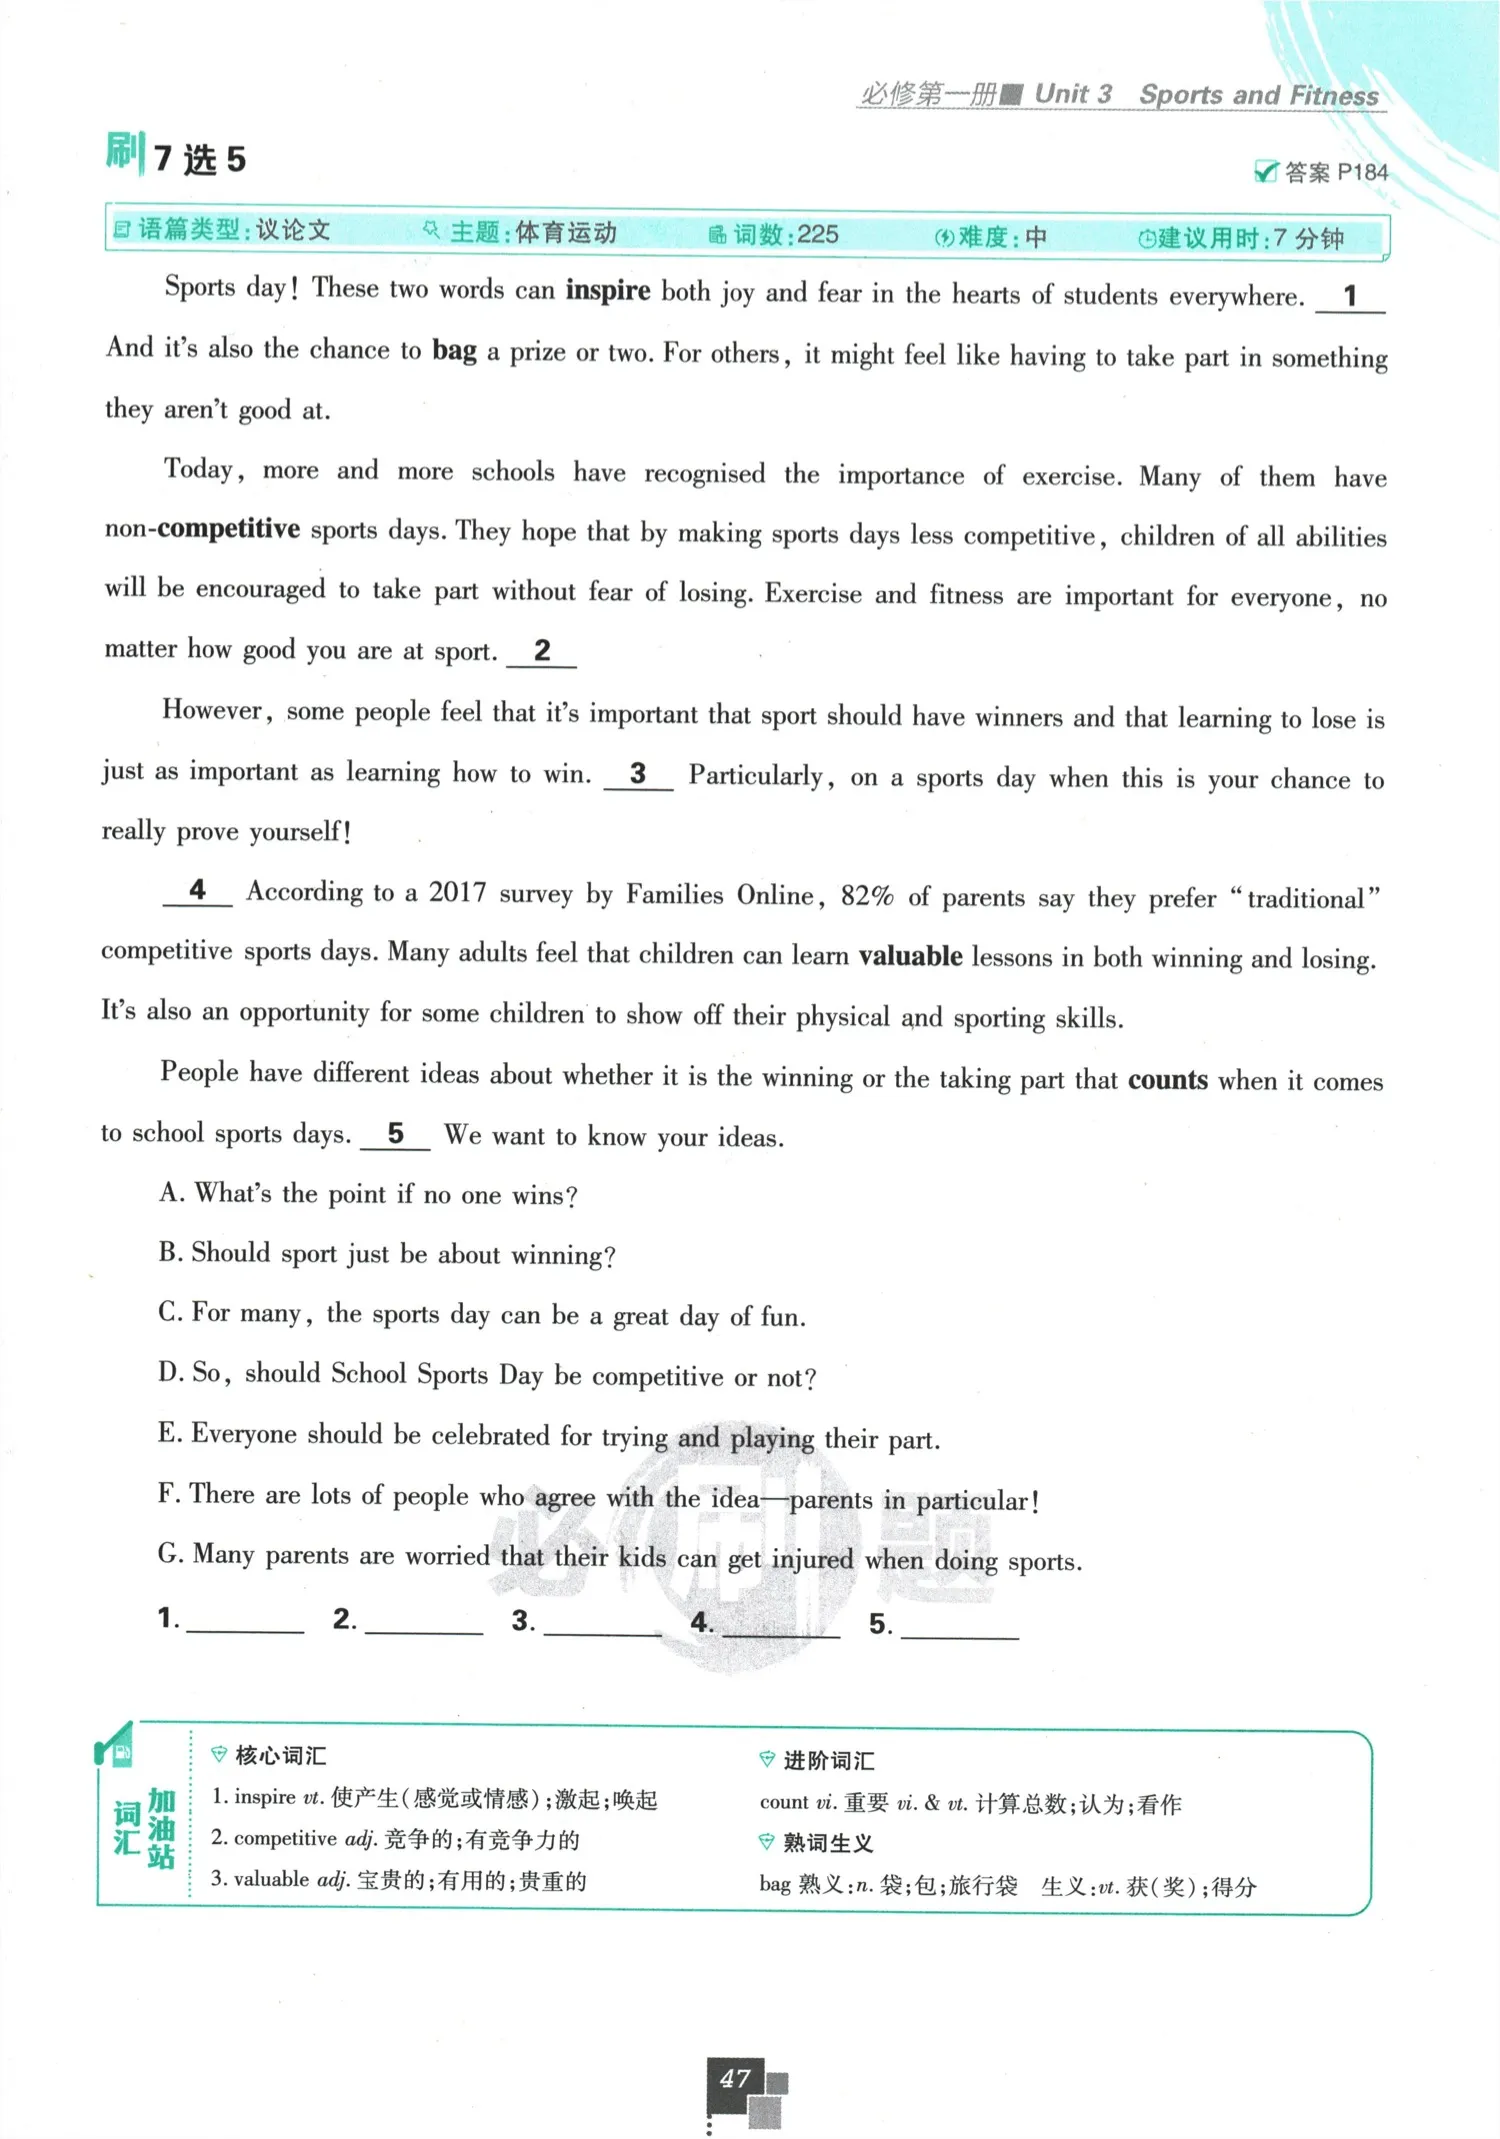 必修第一册■ Unit 3 Sports and Fitness
刷7选5
答案 P184
语篇类型:议论文 主题:体育运动 词数:225 难度:中 建议用时:7 分钟
Sports day! These two words can inspire both joy and fear in the hearts of students everywhere. 1
And it's also the chance to bag a prize or two. For others, it might feel like having to take part in something
they aren't good at.
Today, more and more schools have recognised the importance of exercise. Many of them have
non-competitive sports days. They hope that by making sports days less competitive, children of all abilities
will be encouraged to take part without fear of losing. Exercise and fitness are important for everyone, no
matter how good you are at sport. 2
However, some people feel that it's important that sport should have winners and that learning to lose is
just as important as learning how to win. 3 Particularly, on a sports day when this is your chance to
really prove yourself!
4 According to a 2017 survey by Families Online, 82% of parents say they prefer “traditional”
competitive sports days. Many adults feel that children can learn valuable lessons in both winning and losing.
It's also an opportunity for some children to show off their physical and sporting skills.
People have different ideas about whether it is the winning or the taking part that counts when it comes
to school sports days. 5 We want to know your ideas.
A. What's the point if no one wins?
B. Should sport just be about winning?
C. For many, the sports day can be a great day of fun.
D. So, should School Sports Day be competitive or not?
E. Everyone should be celebrated for trying and playing their part.
F. There are lots of people who agree with the idea—parents in particular!
G. Many parents are worried that their kids can get injured when doing sports.
1. 2. 3. 4. 5.
必刷题
词汇加油站
核心词汇
1. inspire vt. 使产生(感觉或情感);激起;唤起
2. competitive adj. 竞争的;有竞争力的
3. valuable adj. 宝贵的;有用的;贵重的
进阶词汇
count vi. 重要 vi. & vt. 计算总数;认为;看作
熟词生义
bag 熟义:n. 袋;包;旅行袋 生义:vt. 获(奖);得分
47